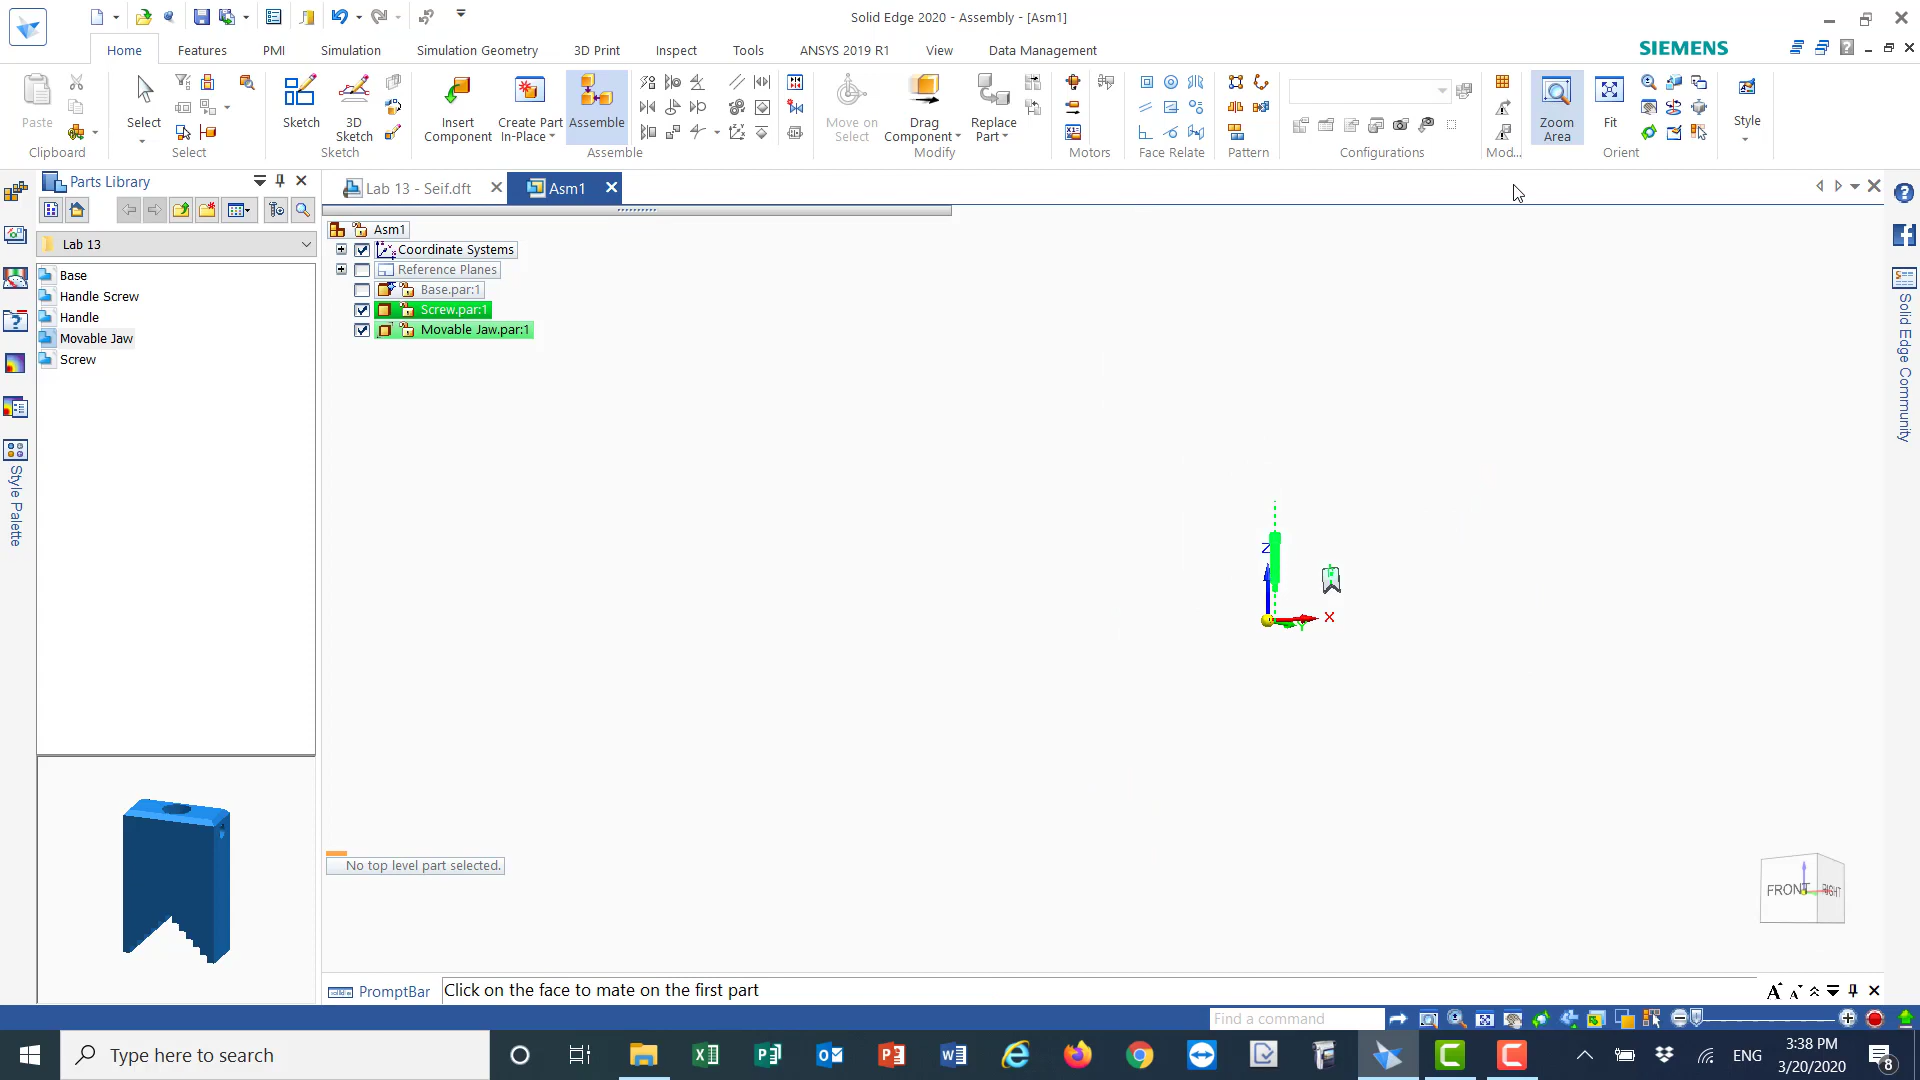 Solid Edge 2020 - Assembly - [Asm1]
Home
Features
PMI
Simulation
Simulation Geometry
3D Print
Inspect
Tools
ANSYS 2019 R1
View
Data Management
SIEMENS
Paste
Clipboard
Select
Select
Sketch
3D
Sketch
Sketch
Insert
Component
Create Part
In-Place
Assemble
Assemble
Move on
Select
Drag
Component
Replace
Part
Modify
Motors
Face Relate
Pattern
Configurations
Mod...
Zoom
Area
Fit
Orient
Style
Parts Library
Lab 13
Base
Handle Screw
Handle
Movable Jaw
Screw
Lab 13 - Seif.dft
Asm1
Asm1
Coordinate Systems
Reference Planes
Base.par:1
Screw.par:1
Movable Jaw.par:1
Style Palette
Solid Edge Community
Z
X
Y
No top level part selected.
FRONT
RIGHT
PromptBar
Click on the face to mate on the first part
Find a command
Type here to search
ENG
3:38 PM
3/20/2020
8